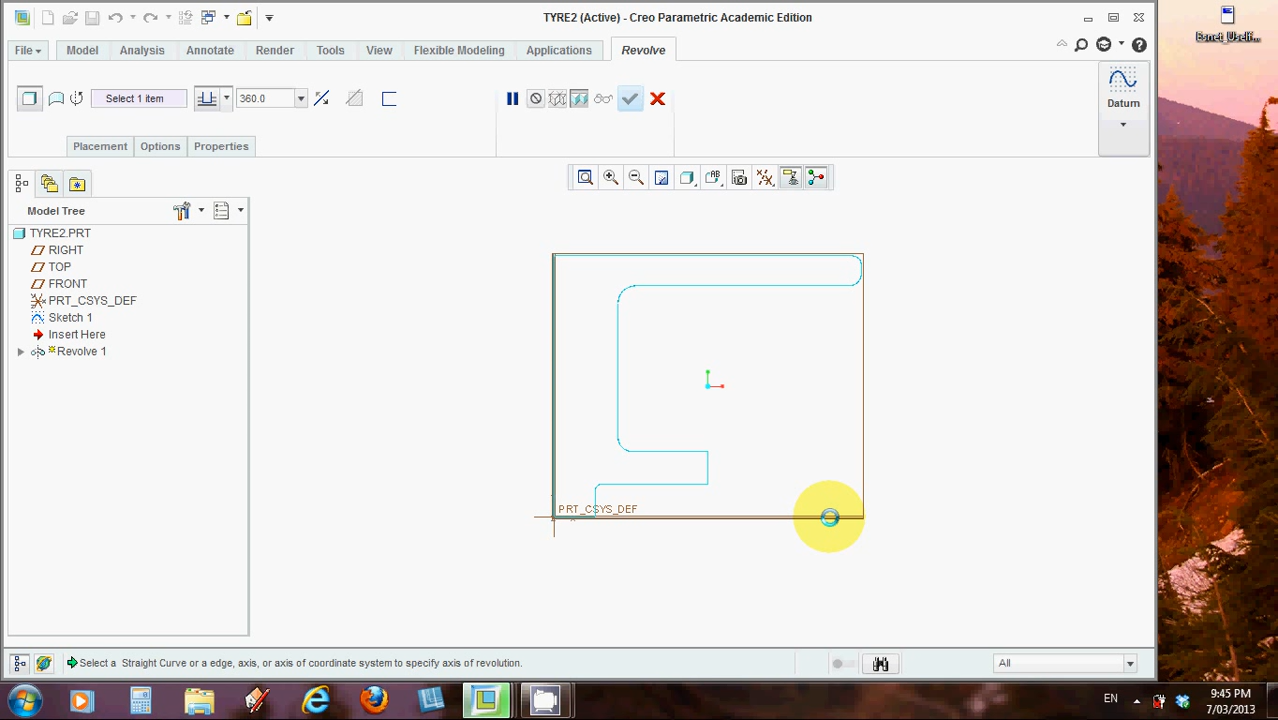 TYRE2 (Active) - Creo Parametric Academic Edition
File Model Analysis Annotate Render Tools View Flexible Modeling Applications Revolve
Select 1 item 360.0
Datum
Placement Options Properties
Model Tree
TYRE2.PRT
RIGHT
TOP
FRONT
PRT_CSYS_DEF
Sketch 1
Insert Here
Revolve 1
PRT_CSYS_DEF
Select a Straight Curve or a edge, axis, or axis of coordinate system to specify axis of revolution.
All
EN
9:45 PM
7/03/2013